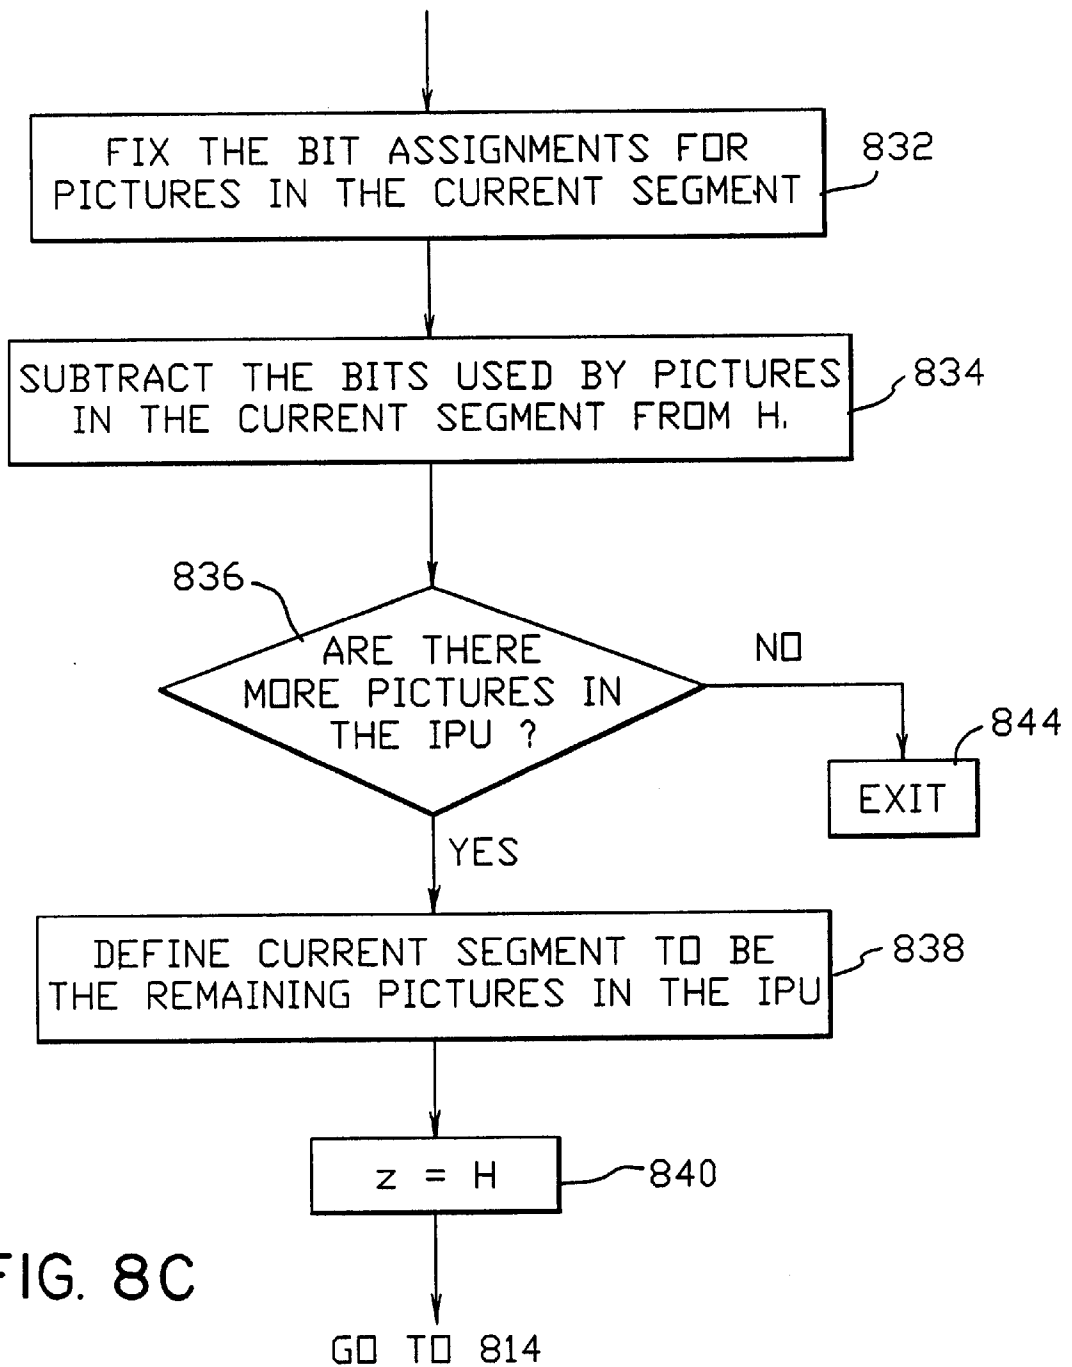 FIX THE BIT ASSIGNMENTS FOR
PICTURES IN THE CURRENT SEGMENT
832
SUBTRACT THE BITS USED BY PICTURES
IN THE CURRENT SEGMENT FROM H.
834
836
ARE THERE
MORE PICTURES IN
THE IPU ?
NO
844
EXIT
YES
DEFINE CURRENT SEGMENT TO BE
THE REMAINING PICTURES IN THE IPU
838
z = H
840
FIG. 8C
GO TO 814